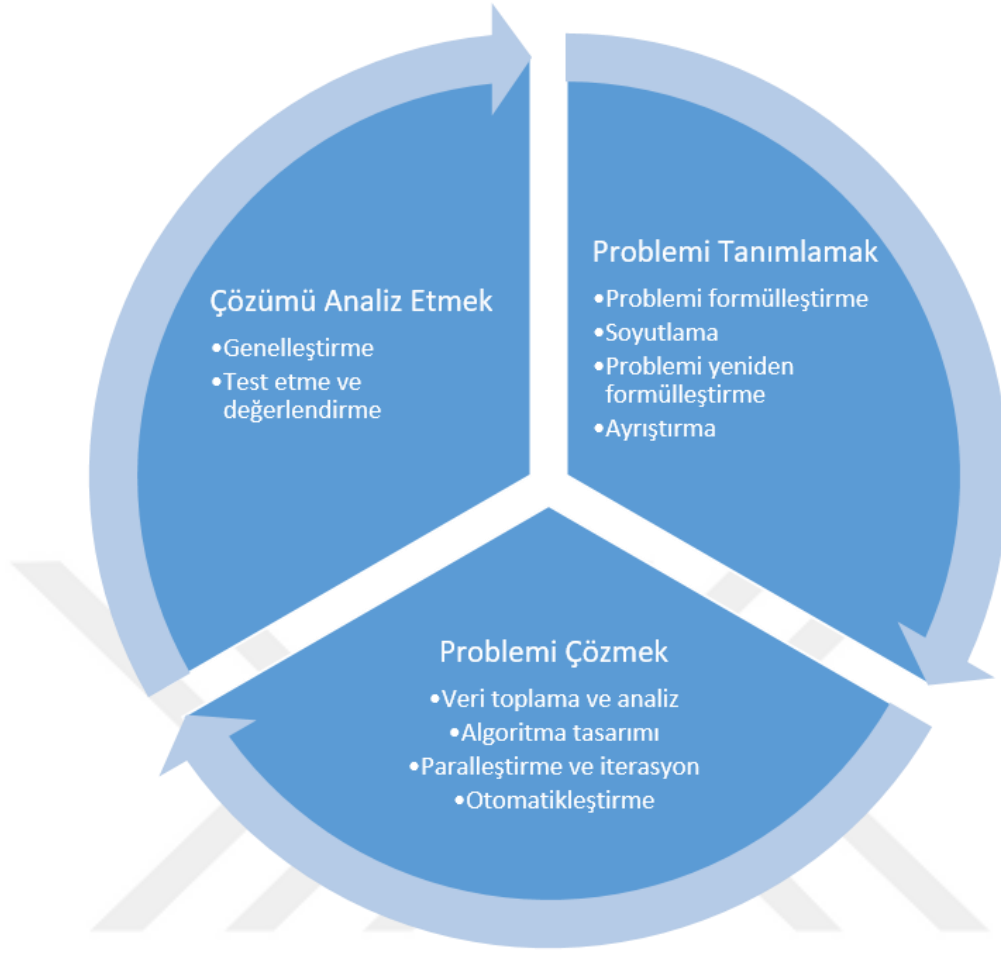 Problemi Tanımlamak
•Problemi formülleştirme
•Soyutlama
•Problemi yeniden
formülleştirme
•Ayrıştırma
Problemi Çözmek
•Veri toplama ve analiz
•Algoritma tasarımı
•Paralleştirme ve iterasyon
•Otomatikleştirme
Çözümü Analiz Etmek
•Genelleştirme
•Test etme ve
değerlendirme